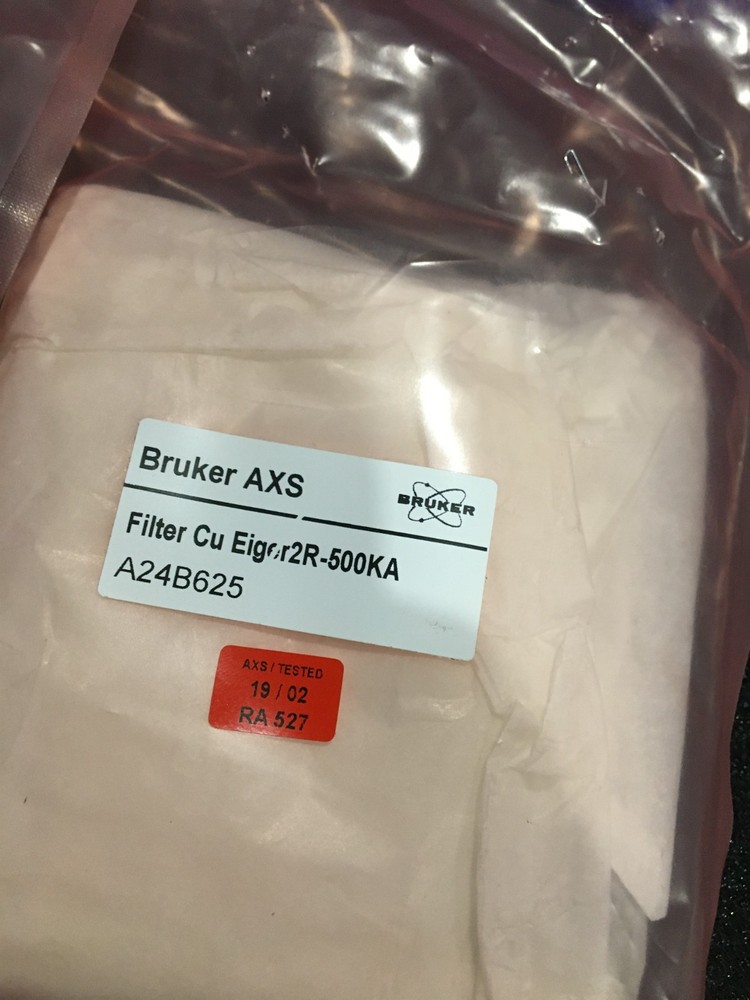 Bruker AXS
BRUKER
Filter Cu Eiger2R-500KA
A24B625
AXS / TESTED
19 / 02
RA 527